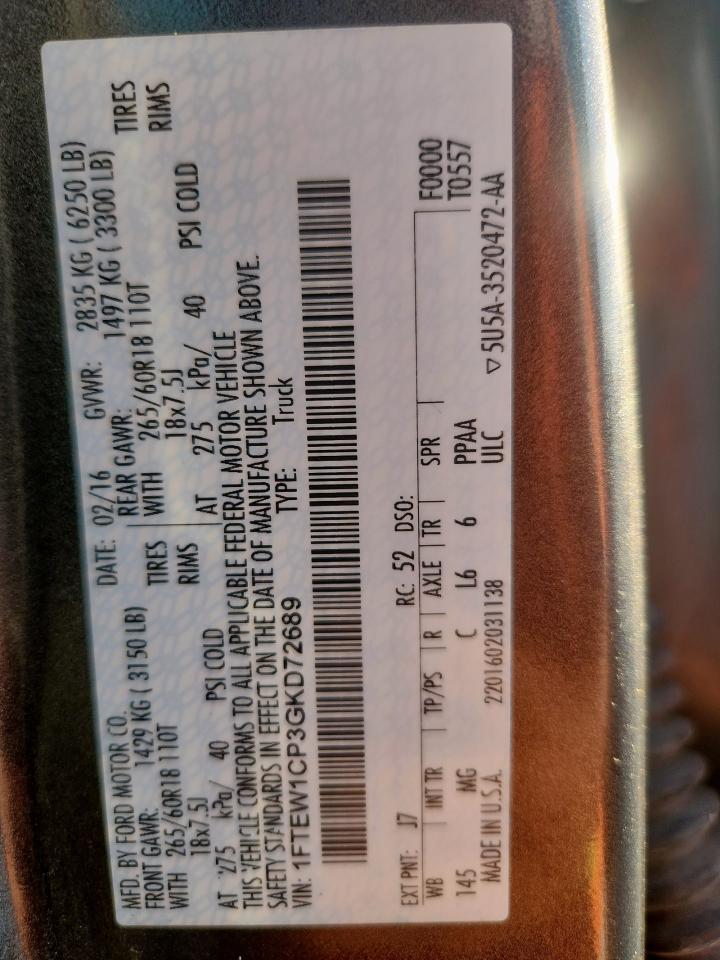 MFD. BY FORD MOTOR CO. DATE: 02/16 GVWR: 2835 KG ( 6250 LB)
FRONT GAWR: 1429 KG ( 3150 LB) REAR GAWR: 1497 KG ( 3300 LB)
WITH 265/60R18 110T TIRES WITH 265/60R18 110T TIRES
18x7.5J RIMS 18x7.5J RIMS
AT 275 kPa/ 40 PSI COLD AT 275 kPa/ 40 PSI COLD
THIS VEHICLE CONFORMS TO ALL APPLICABLE FEDERAL MOTOR VEHICLE
SAFETY STANDARDS IN EFFECT ON THE DATE OF MANUFACTURE SHOWN ABOVE.
VIN: 1FTEW1CP3GKD72689 TYPE: Truck
EXT PNT: J7 RC: 52 DSO: F0000
WB INT TR TP/PS R AXLE TR SPR T0557
145 MG C L6 6 PPAA
MADE IN U.S.A. 2201602031138 ULC ▽5U5A-3520472-AA